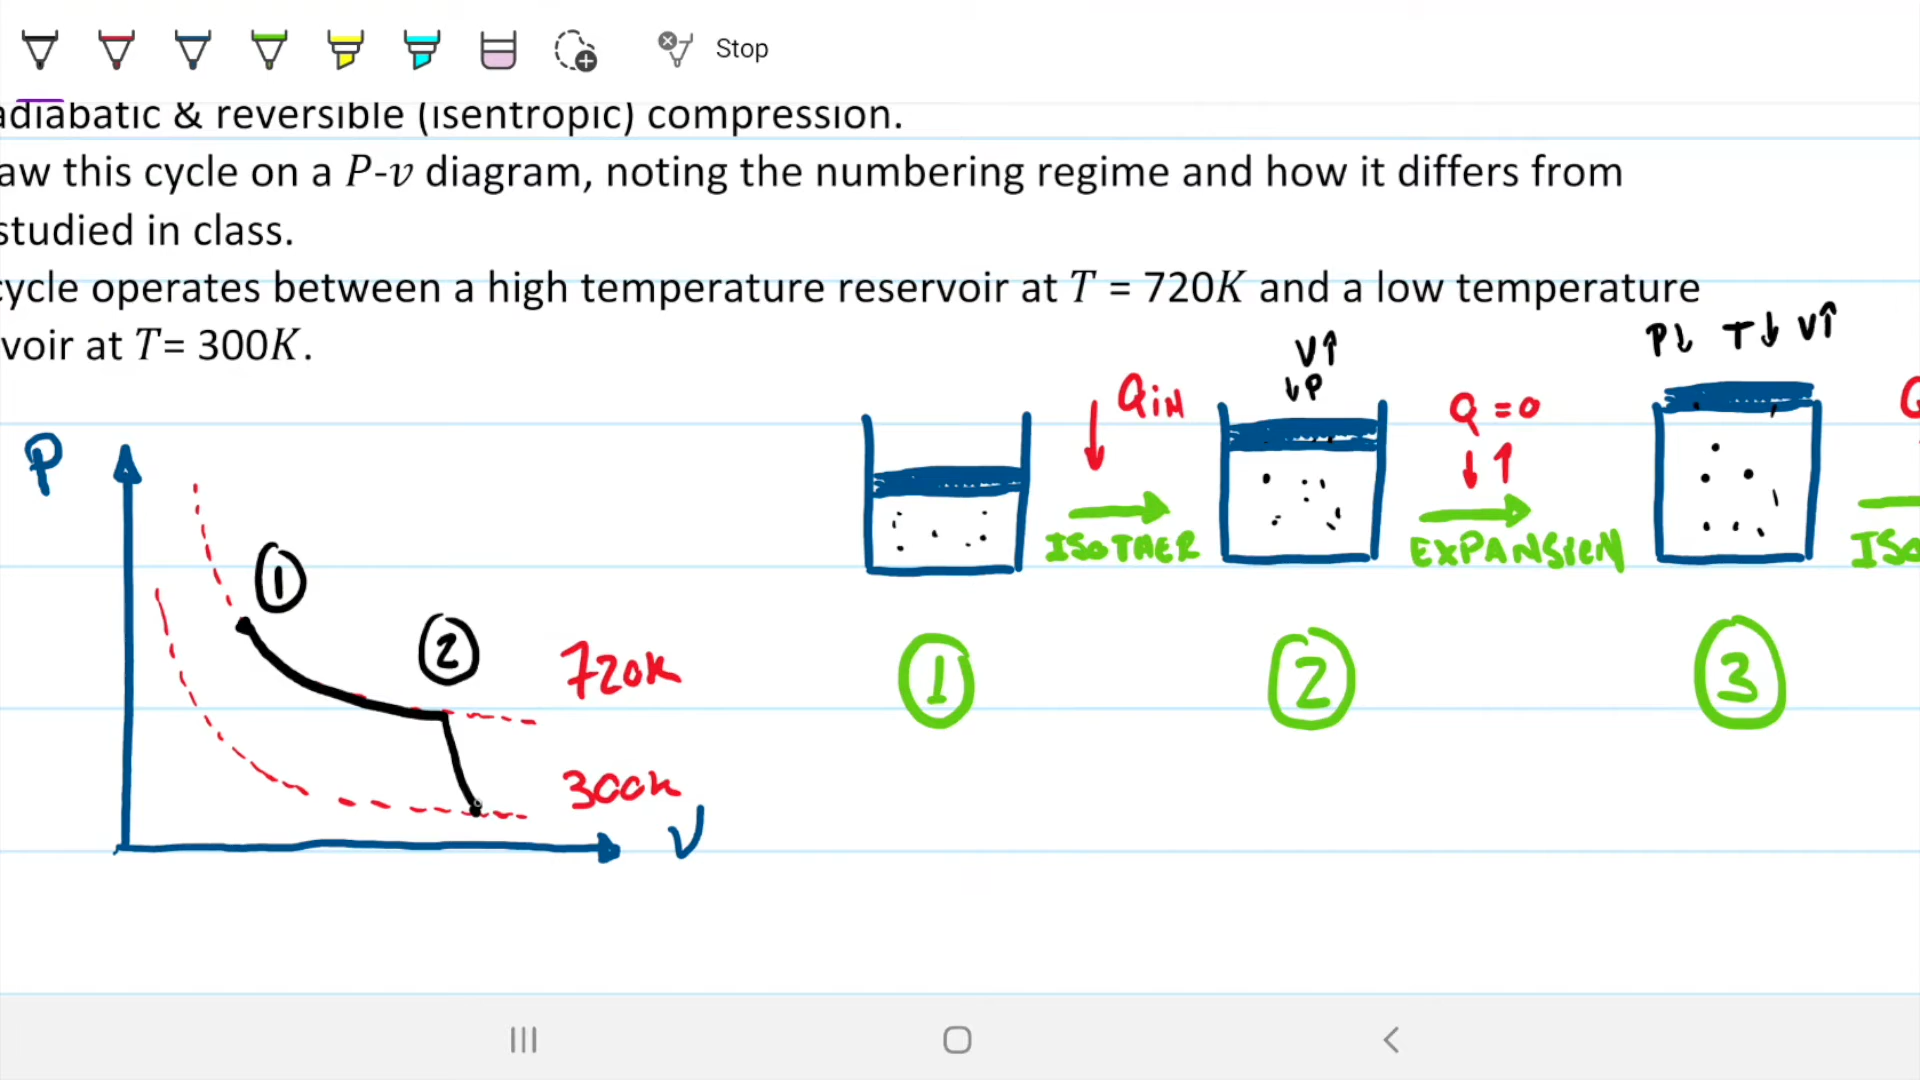 Stop
adiabatic & reversible (isentropic) compression.
aw this cycle on a P-v diagram, noting the numbering regime and how it differs from
studied in class.
cycle operates between a high temperature reservoir at T = 720K and a low temperature
voir at T= 300K.
P
①
②
720K
300K
V
QiN
ISOTHER
V↑
↓P
Q=0
↓↑
EXPANSION
P↓ T↓ V↑
Q
ISO
①
②
③